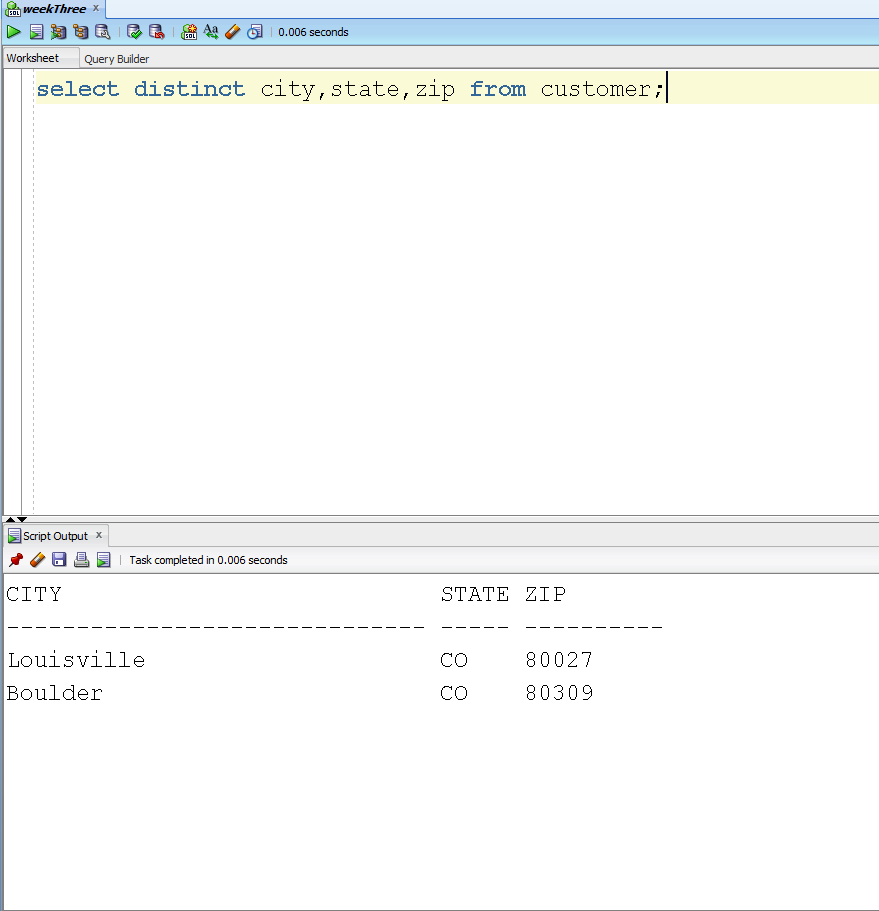 weekThree x
0.006 seconds
Worksheet Query Builder
select distinct city,state,zip from customer;
Script Output x
Task completed in 0.006 seconds
CITY STATE ZIP
------------------------------ ----- ----------
Louisville CO 80027
Boulder CO 80309